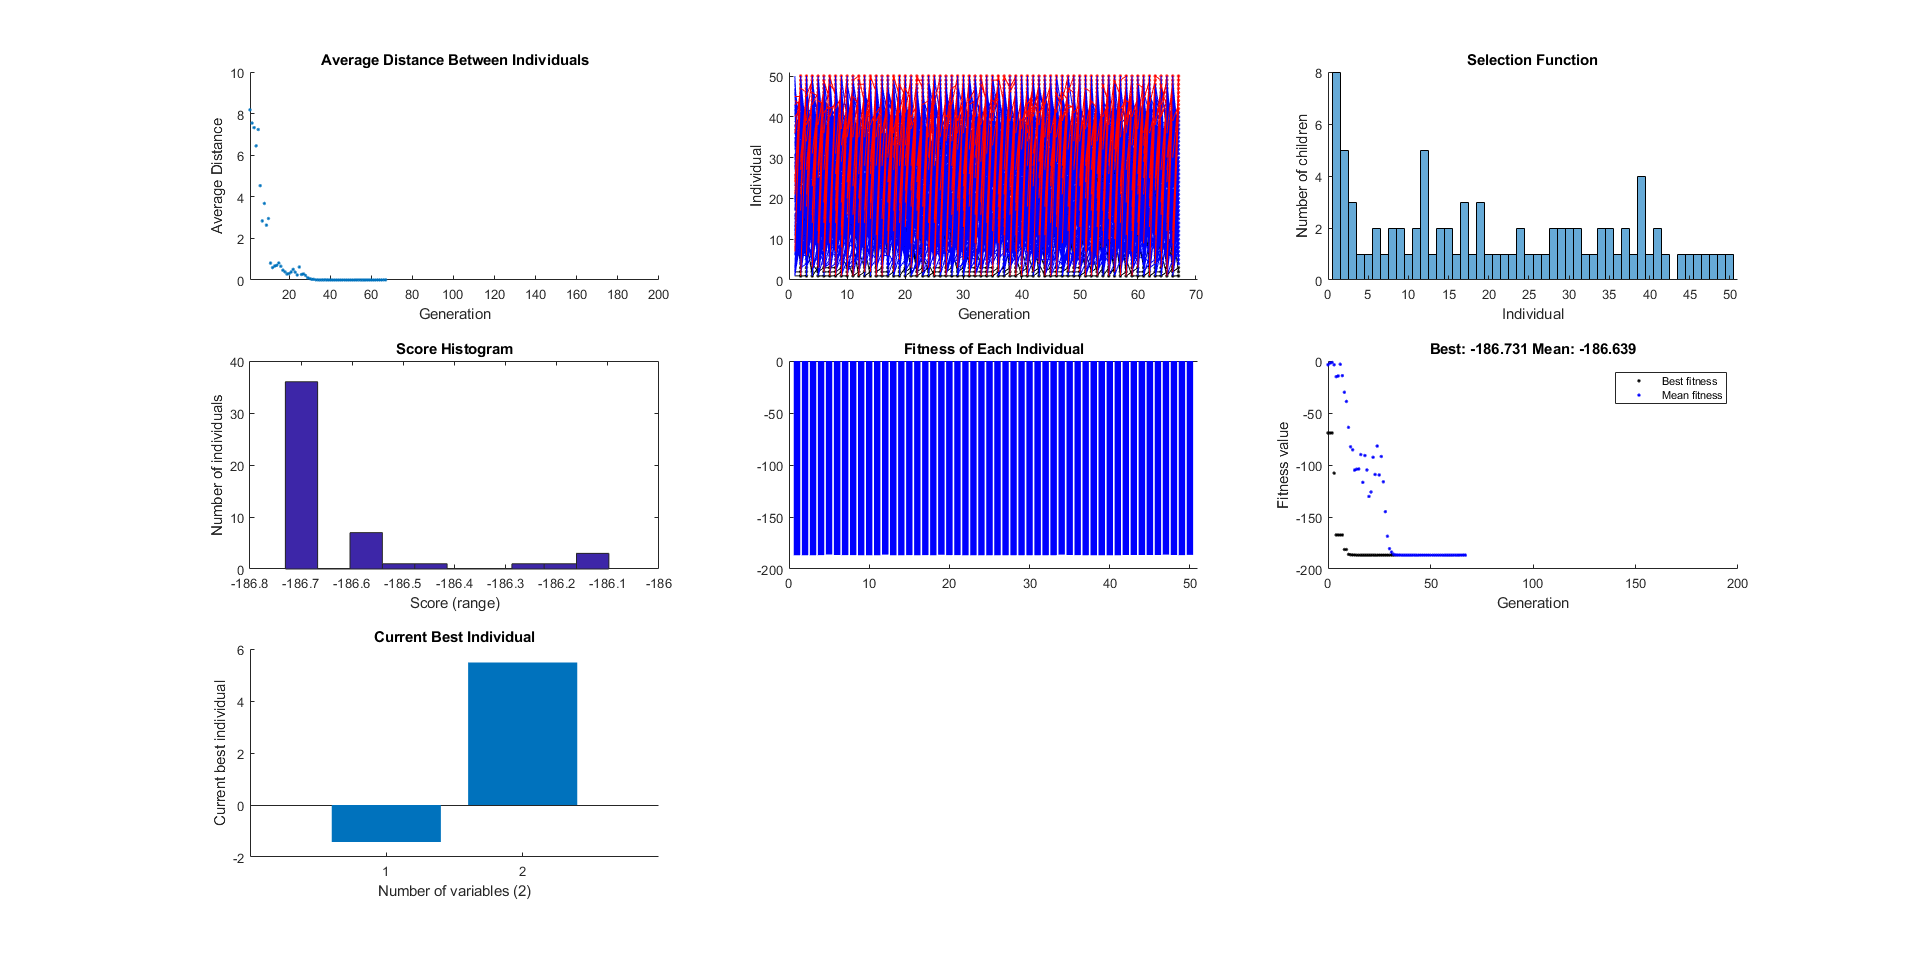 Average Distance Between Individuals
10
8
6
4
2
0
Average Distance
20 40 60 80 100 120 140 160 180 200
Generation
50
40
30
20
10
0
Individual
0 10 20 30 40 50 60 70
Generation
Selection Function
8
6
4
2
0
Number of children
0 5 10 15 20 25 30 35 40 45 50
Individual
Score Histogram
40
30
20
10
0
Number of individuals
-186.8 -186.7 -186.6 -186.5 -186.4 -186.3 -186.2 -186.1 -186
Score (range)
Fitness of Each Individual
0
-50
-100
-150
-200
0 10 20 30 40 50
Best: -186.731 Mean: -186.639
0
-50
-100
-150
-200
Fitness value
Best fitness
Mean fitness
0 50 100 150 200
Generation
Current Best Individual
6
4
2
0
-2
Current best individual
1 2
Number of variables (2)